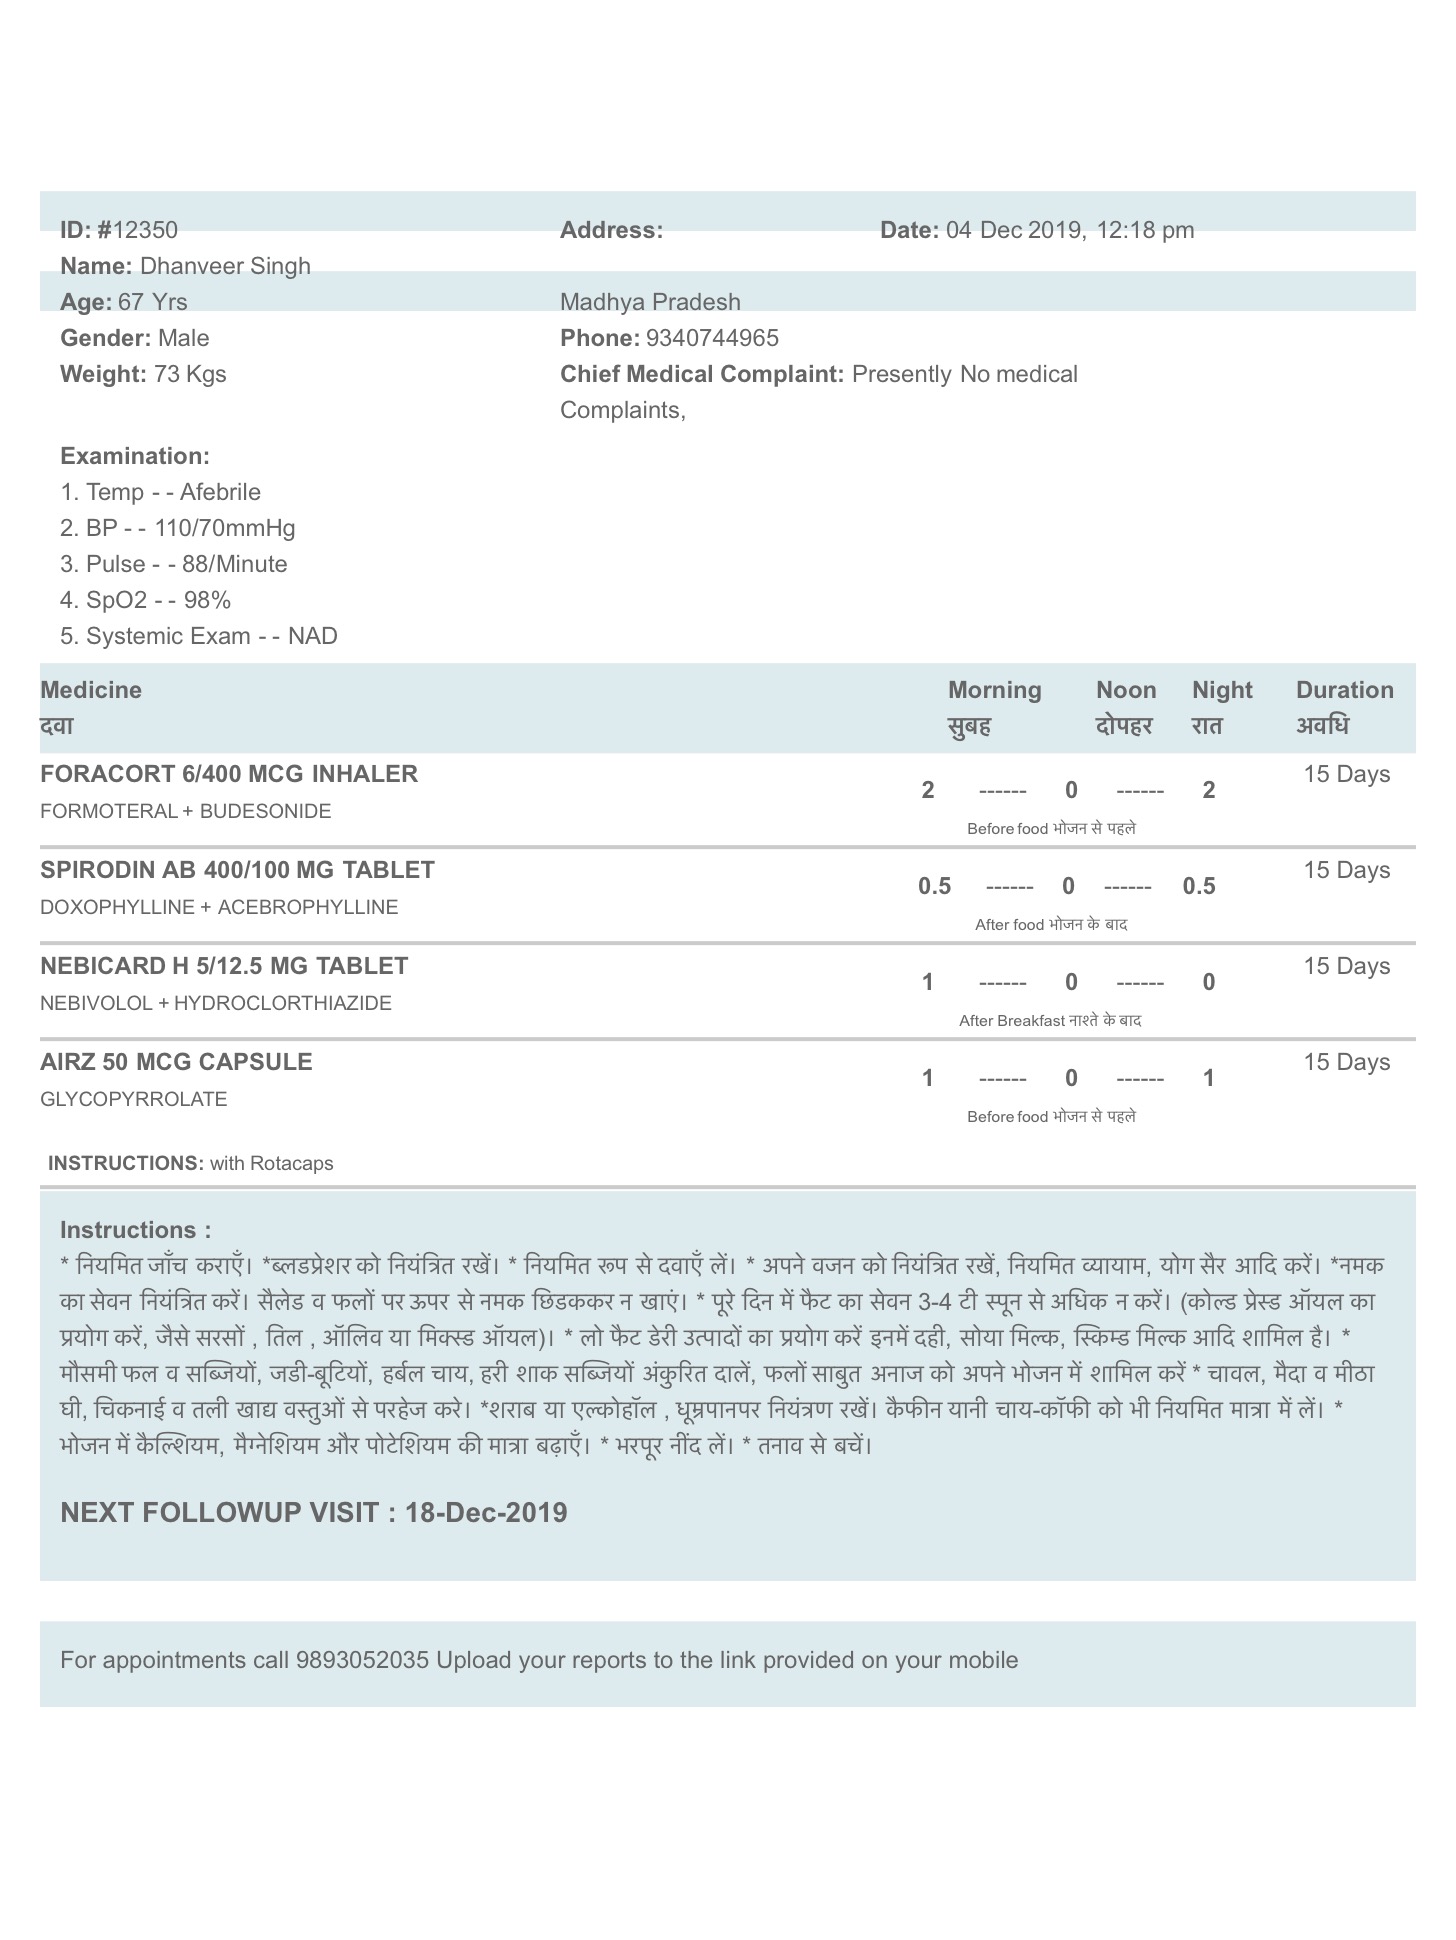 ID: #12350 Address: Date: 04 Dec 2019, 12:18 pm
Name: Dhanveer Singh
Age: 67 Yrs Madhya Pradesh
Gender: Male Phone: 9340744965
Weight: 73 Kgs Chief Medical Complaint: Presently No medical
Complaints,
Examination:
1. Temp - - Afebrile
2. BP - - 110/70mmHg
3. Pulse - - 88/Minute
4. SpO2 - - 98%
5. Systemic Exam - - NAD
Medicine Morning Noon Night Duration
दवा सुबह दोपहर रात अवधि
FORACORT 6/400 MCG INHALER 15 Days
2 ------ 0 ------ 2
FORMOTERAL + BUDESONIDE
Before food भोजन से पहले
SPIRODIN AB 400/100 MG TABLET 15 Days
0.5 ------ 0 ------ 0.5
DOXOPHYLLINE + ACEBROPHYLLINE
After food भोजन के बाद
NEBICARD H 5/12.5 MG TABLET 15 Days
1 ------ 0 ------ 0
NEBIVOLOL + HYDROCLORTHIAZIDE
After Breakfast नाश्ते के बाद
AIRZ 50 MCG CAPSULE 15 Days
1 ------ 0 ------ 1
GLYCOPYRROLATE
Before food भोजन से पहले
INSTRUCTIONS: with Rotacaps
Instructions :
* नियमित जाँच कराएँ। *ब्लडप्रेशर को नियंत्रित रखें। * नियमित रूप से दवाएँ लें। * अपने वजन को नियंत्रित रखें, नियमित व्यायाम, योग सैर आदि करें। *नमक
का सेवन नियंत्रित करें। सैलेड व फलों पर ऊपर से नमक छिडककर न खाएं। * पूरे दिन में फैट का सेवन 3-4 टी स्पून से अधिक न करें। (कोल्ड प्रेस्ड ऑयल का
प्रयोग करें, जैसे सरसों , तिल , ऑलिव या मिक्स्ड ऑयल)। * लो फैट डेरी उत्पादों का प्रयोग करें इनमें दही, सोया मिल्क, स्किम्ड मिल्क आदि शामिल है। *
मौसमी फल व सब्जियों, जडी-बूटियों, हर्बल चाय, हरी शाक सब्जियों अंकुरित दालें, फलों साबुत अनाज को अपने भोजन में शामिल करें * चावल, मैदा व मीठा
घी, चिकनाई व तली खाद्य वस्तुओं से परहेज करे। *शराब या एल्कोहॉल , धूम्रपानपर नियंत्रण रखें। कैफीन यानी चाय-कॉफी को भी नियमित मात्रा में लें। *
भोजन में कैल्शियम, मैग्नेशियम और पोटेशियम की मात्रा बढ़ाएँ। * भरपूर नींद लें। * तनाव से बचें।
NEXT FOLLOWUP VISIT : 18-Dec-2019
For appointments call 9893052035 Upload your reports to the link provided on your mobile